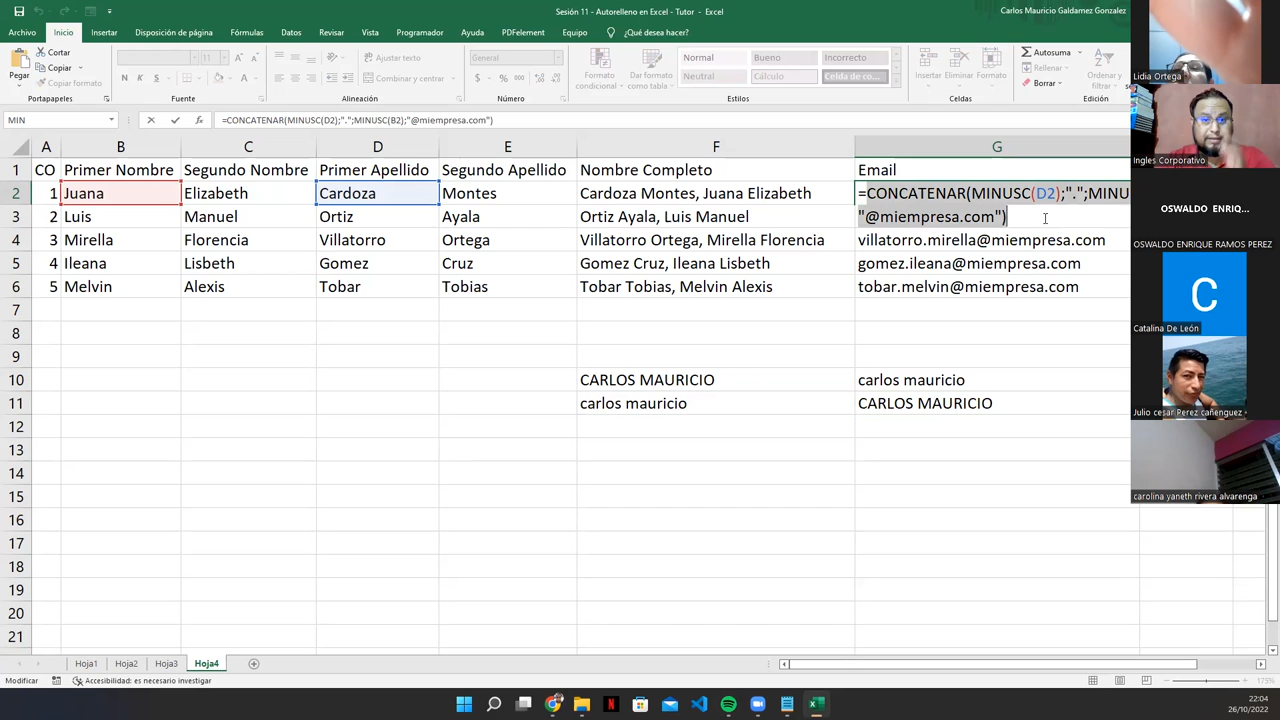 Sesión 11 - Autorelleno en Excel - Tutor - Excel
Carlos Mauricio Galdamez Gonzalez
Archivo Inicio Insertar Disposición de página Fórmulas Datos Revisar Vista Programador Ayuda PDFelement Equipo ¿Qué desea hacer?
Pegar
Cortar
Copiar
Copiar formato
Portapapeles
11
N K S
Fuente
Ajustar texto
Combinar y centrar
Alineación
General
Número
Formato condicional
Dar formato como tabla
Normal Bueno Incorrecto
Neutral Cálculo Celda de co...
Estilos
Insertar Eliminar Formato
Celdas
Autosuma
Rellenar
Borrar
Ordenar y
Edición
MIN
=CONCATENAR(MINUSC(D2);".";MINUSC(B2);"@miempresa.com")
A B C D E F G
1 CO Primer Nombre Segundo Nombre Primer Apellido Segundo Apellido Nombre Completo Email
2 1 Juana Elizabeth Cardoza Montes Cardoza Montes, Juana Elizabeth =CONCATENAR(MINUSC(D2);".";MINU
"@miempresa.com")
3 2 Luis Manuel Ortiz Ayala Ortiz Ayala, Luis Manuel
4 3 Mirella Florencia Villatorro Ortega Villatorro Ortega, Mirella Florencia villatorro.mirella@miempresa.com
5 4 Ileana Lisbeth Gomez Cruz Gomez Cruz, Ileana Lisbeth gomez.ileana@miempresa.com
6 5 Melvin Alexis Tobar Tobias Tobar Tobias, Melvin Alexis tobar.melvin@miempresa.com
7
8
9
10 CARLOS MAURICIO carlos mauricio
11 carlos mauricio CARLOS MAURICIO
12
13
14
15
16
17
18
19
20
21
Hoja1 Hoja2 Hoja3 Hoja4
Modificar Accesibilidad: es necesario investigar
175%
22:04
26/10/2022
Lidia Ortega
Ingles Corporativo
OSWALDO ENRIQ...
OSWALDO ENRIQUE RAMOS PEREZ
C
Catalina De León
Julio cesar Perez cañenguez
carolina yaneth rivera alvarenga